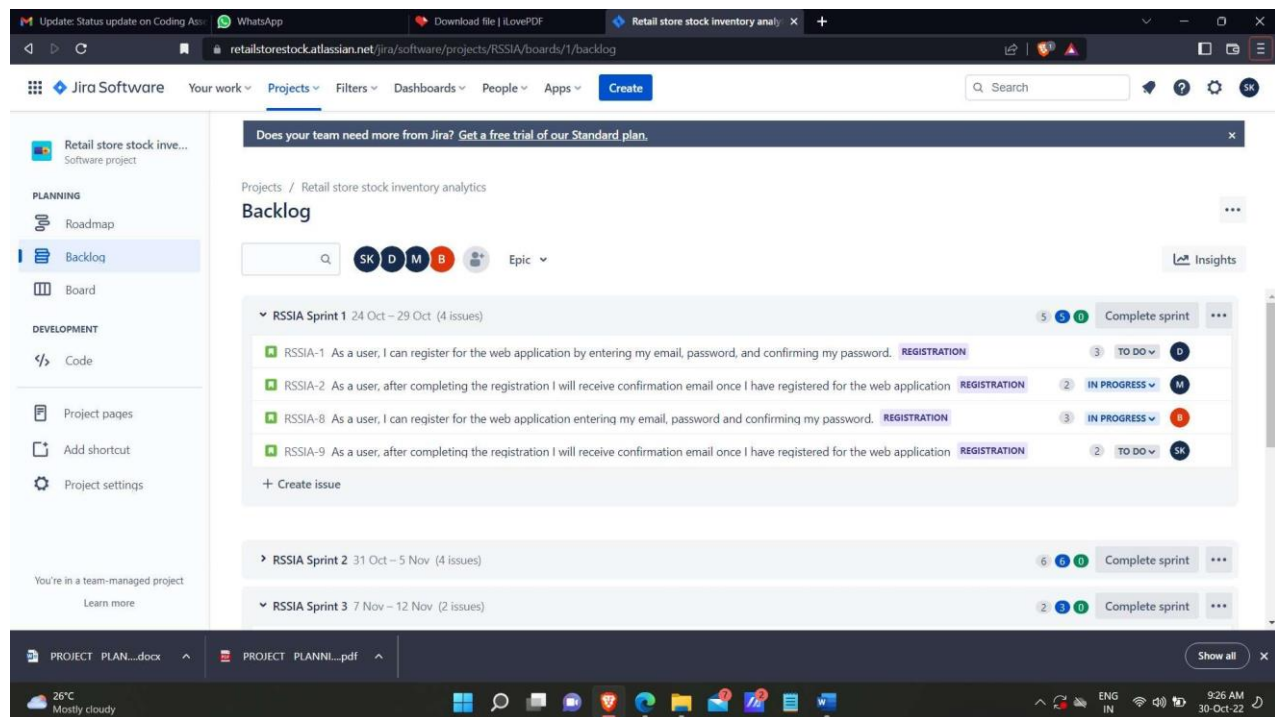 Update: Status update on Coding Ass
WhatsApp
Download file | iLovePDF
Retail store stock inventory analy
retailstorestock.atlassian.net/jira/software/projects/RSSIA/boards/1/backlog
Jira Software Your work Projects Filters Dashboards People Apps Create Search SK
Does your team need more from Jira? Get a free trial of our Standard plan.
Retail store stock inve...
Software project
PLANNING
Roadmap
Backlog
Board
DEVELOPMENT
Code
Project pages
Add shortcut
Project settings
You're in a team-managed project
Learn more
Projects / Retail store stock inventory analytics
Backlog
SK D M B Epic Insights
RSSIA Sprint 1 24 Oct – 29 Oct (4 issues) 5 5 0 Complete sprint
RSSIA-1 As a user, I can register for the web application by entering my email, password, and confirming my password. REGISTRATION 3 TO DO D
RSSIA-2 As a user, after completing the registration I will receive confirmation email once I have registered for the web application REGISTRATION 2 IN PROGRESS M
RSSIA-8 As a user, I can register for the web application entering my email, password and confirming my password. REGISTRATION 3 IN PROGRESS B
RSSIA-9 As a user, after completing the registration I will receive confirmation email once I have registered for the web application REGISTRATION 2 TO DO SK
+ Create issue
RSSIA Sprint 2 31 Oct – 5 Nov (4 issues) 6 6 0 Complete sprint
RSSIA Sprint 3 7 Nov – 12 Nov (2 issues) 2 3 0 Complete sprint
PROJECT PLAN....docx
PROJECT PLANNI....pdf
Show all
26°C
Mostly cloudy
ENG
IN
9:26 AM
30-Oct-22